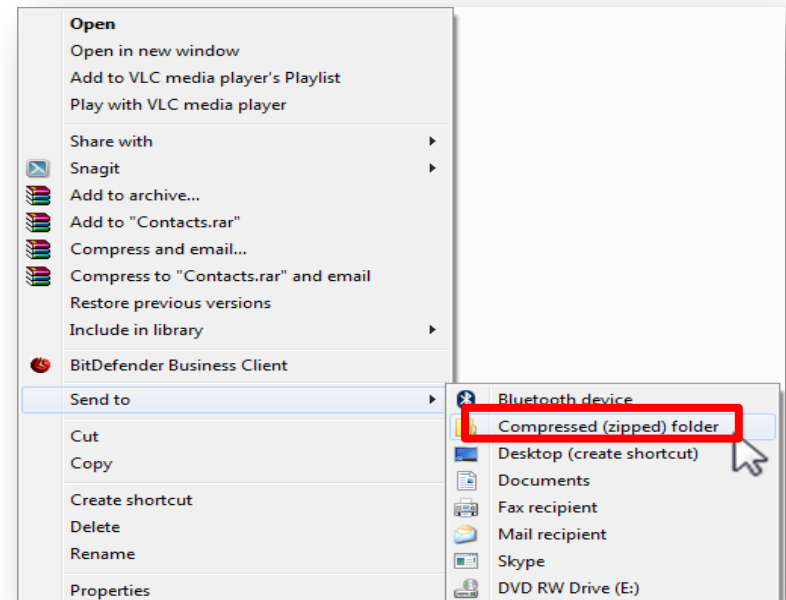 Open
Open in new window
Add to VLC media player's Playlist
Play with VLC media player
Share with
Snagit
Add to archive...
Add to "Contacts.rar"
Compress and email...
Compress to "Contacts.rar" and email
Restore previous versions
Include in library
BitDefender Business Client
Send to
Cut
Copy
Create shortcut
Delete
Rename
Properties
Bluetooth device
Compressed (zipped) folder
Desktop (create shortcut)
Documents
Fax recipient
Mail recipient
Skype
DVD RW Drive (E:)